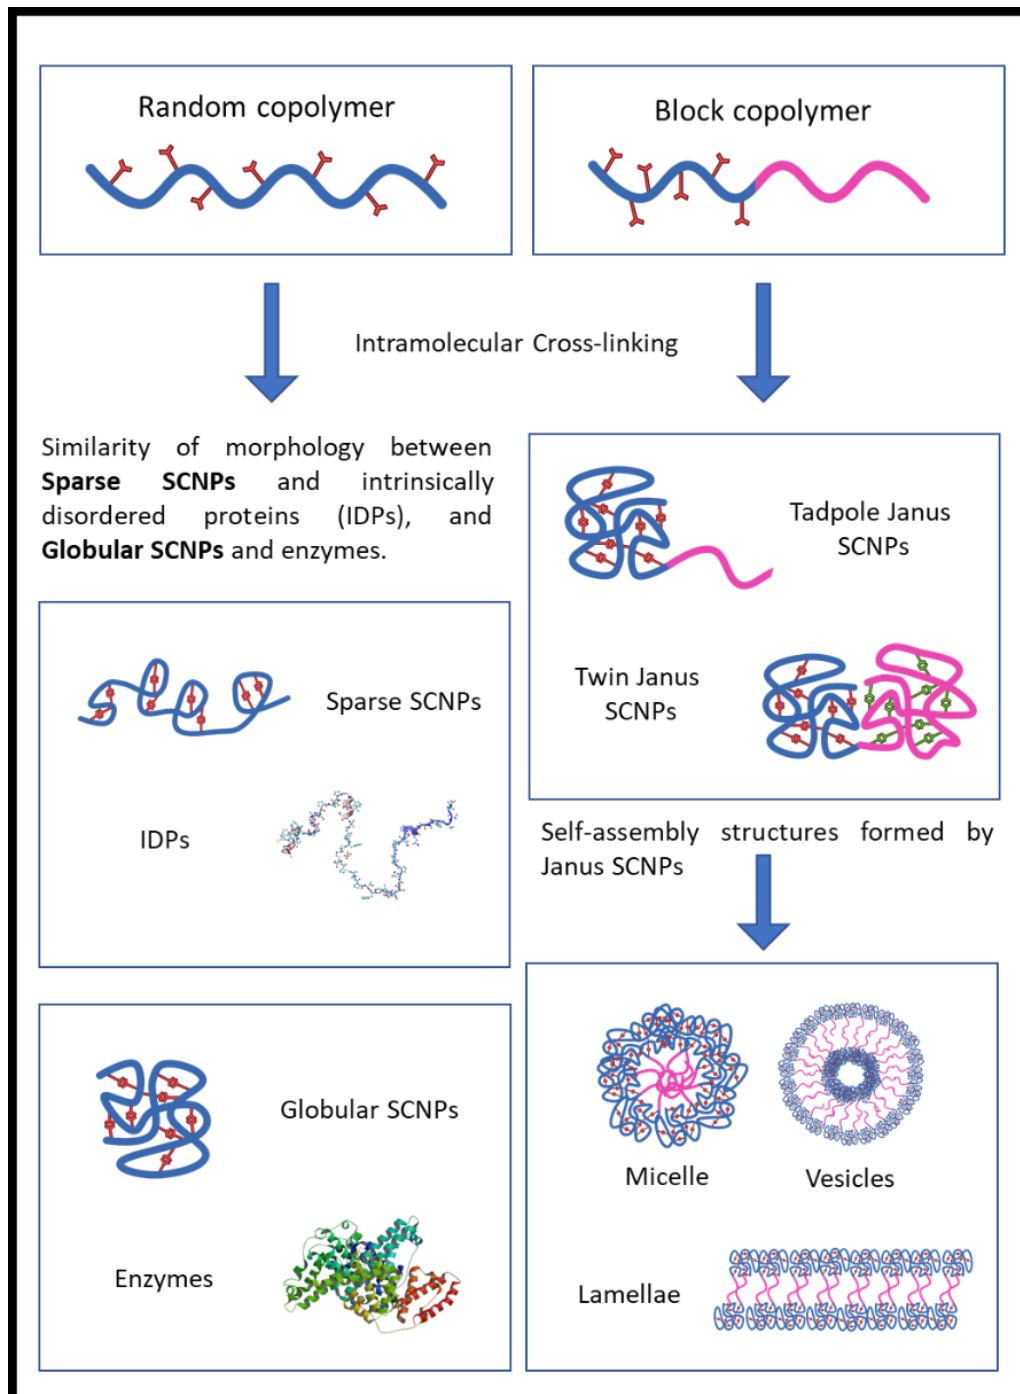 Random copolymer
Block copolymer
Intramolecular Cross-linking
Similarity of morphology between
Sparse SCNPs and intrinsically
disordered proteins (IDPs), and
Globular SCNPs and enzymes.
Sparse SCNPs
IDPs
Globular SCNPs
Enzymes
Tadpole Janus
SCNPs
Twin Janus
SCNPs
Self-assembly structures formed by
Janus SCNPs
Micelle
Vesicles
Lamellae